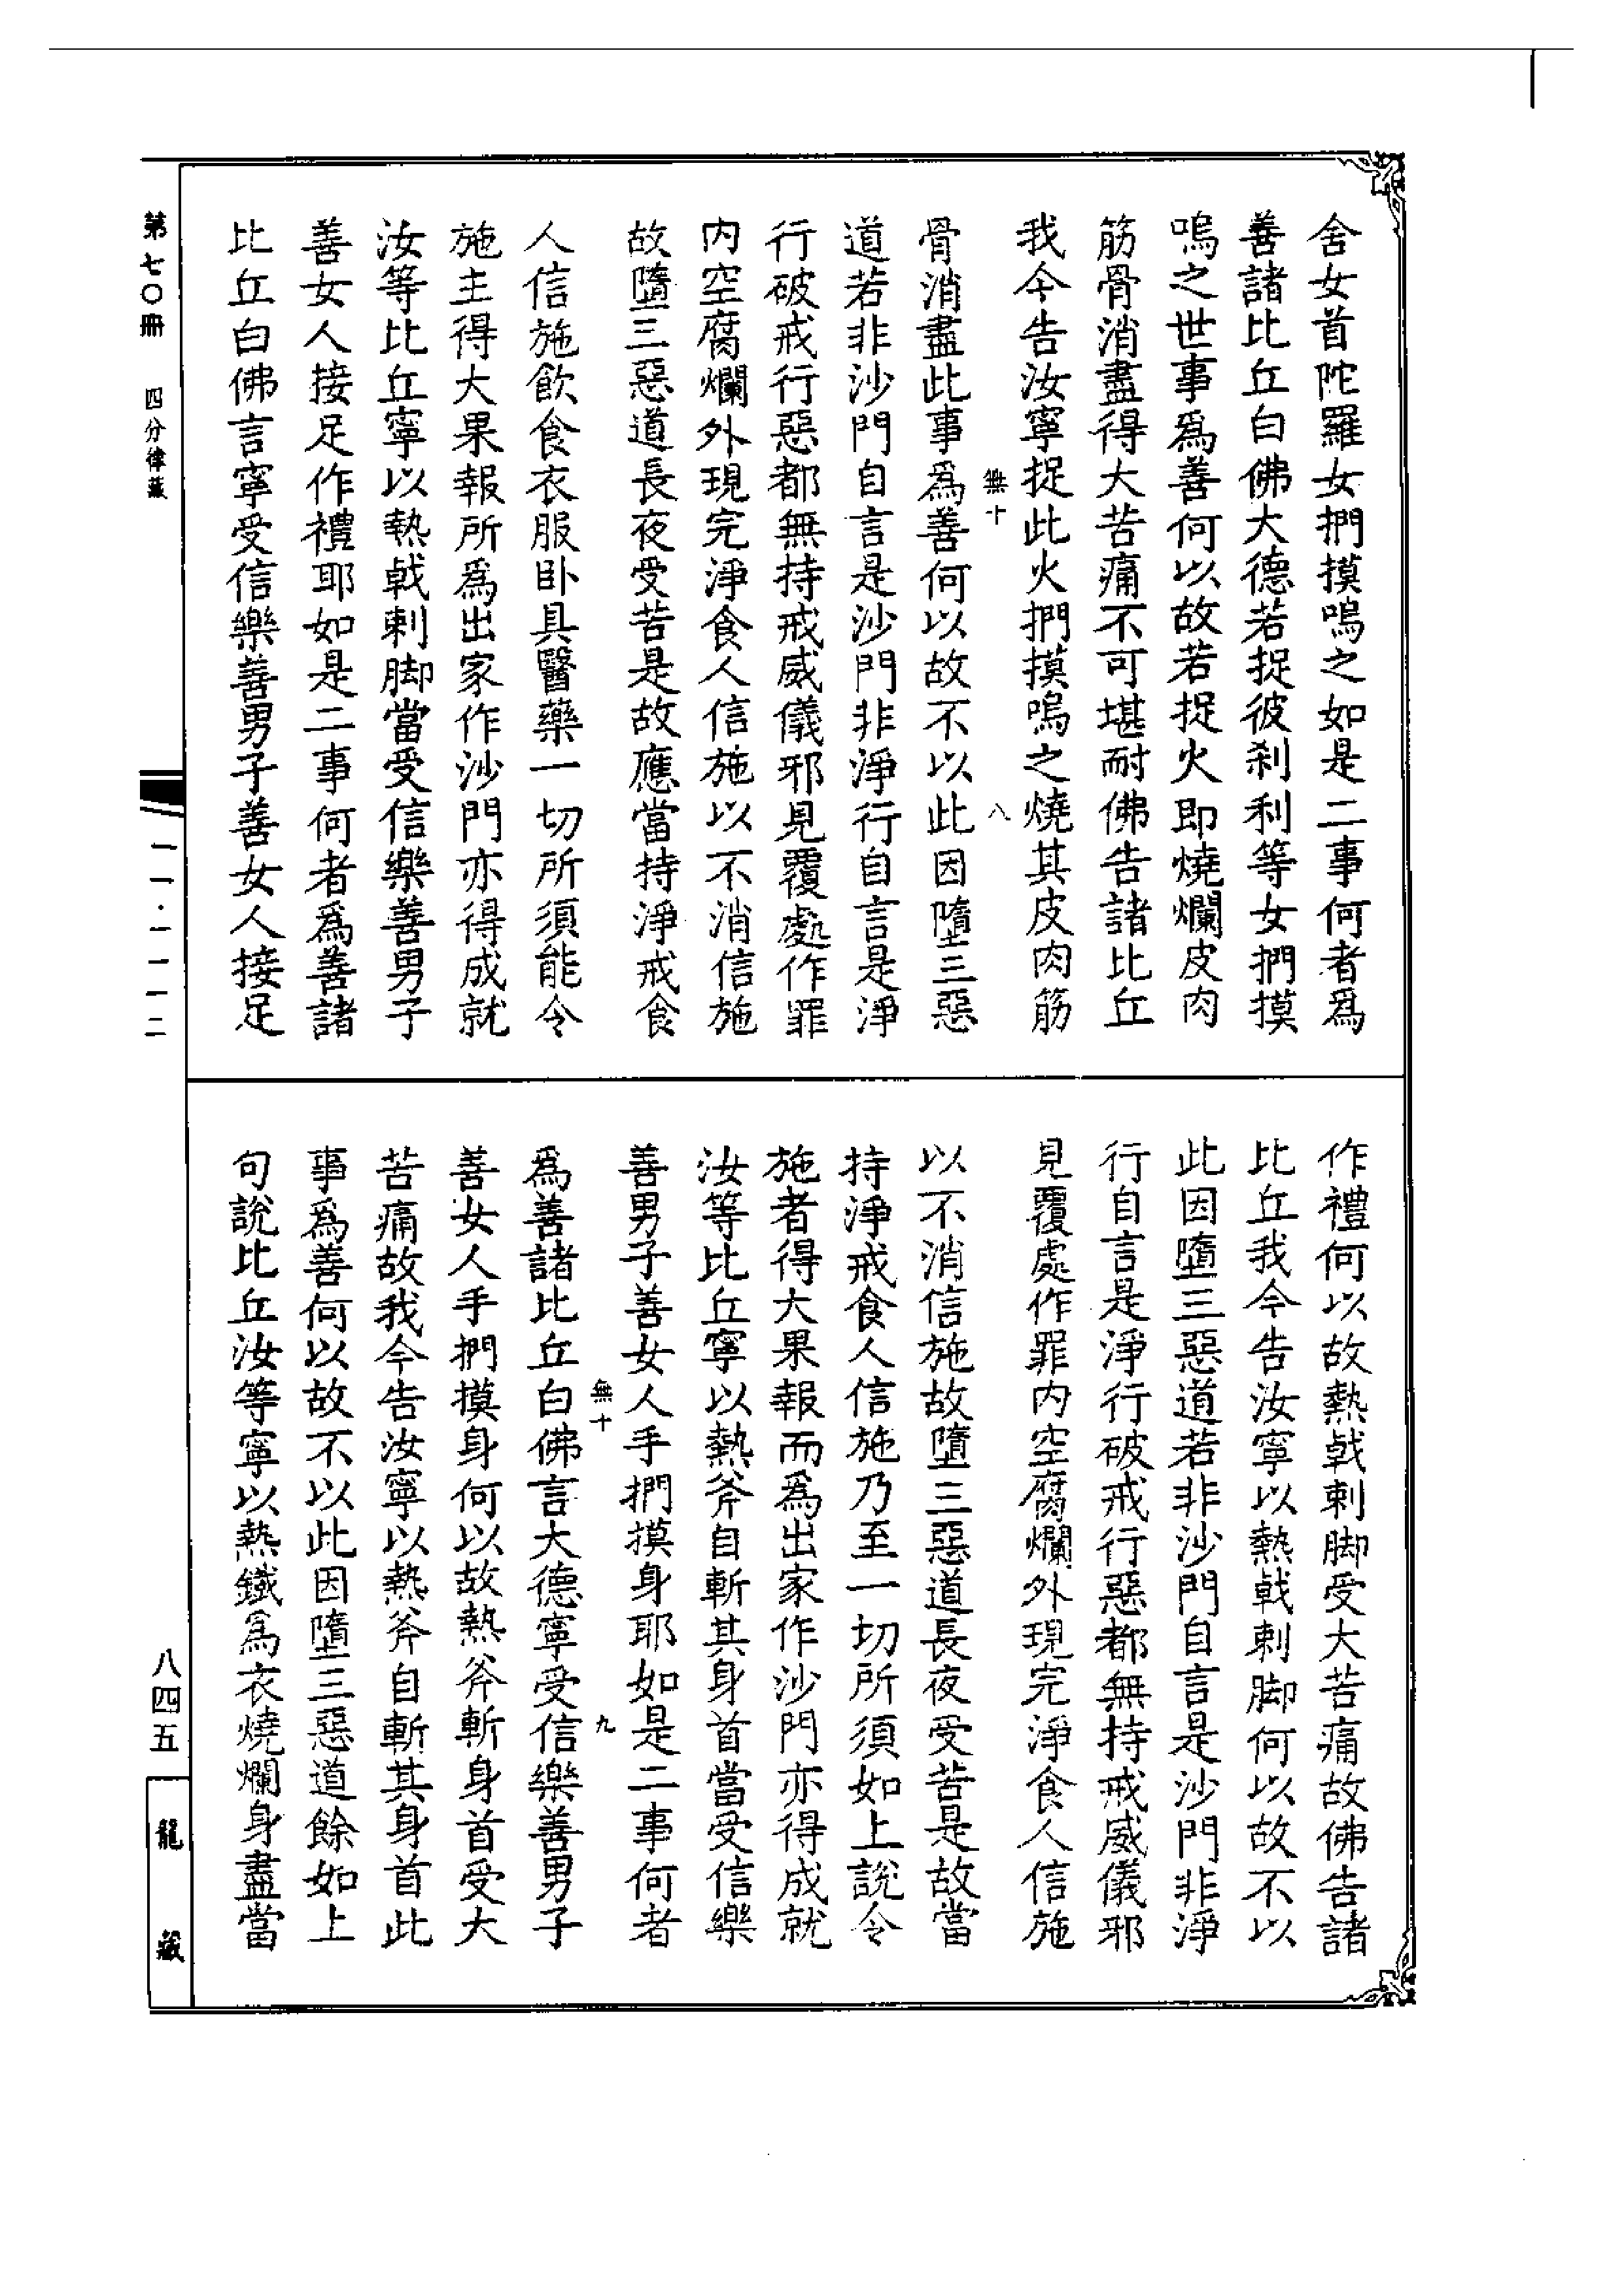 舍女首陀羅女捫摸嗚之如是二事何者爲
善諸比丘白佛大德若捉彼刹利等女捫摸
嗚之世事爲善何以故若捉火即燒爛皮肉
筋骨消盡得大苦痛不可堪耐佛告諸比丘
我今告汝寧捉此火捫摸嗚之燒其皮肉筋
無十 八
骨消盡此事爲善何以故不以此因墮三惡
道若非沙門自言是沙門非淨行自言是淨
行破戒行惡都無持戒威儀邪見覆處作罪
内空腐爛外現完淨食人信施以不消信施
故墮三惡道長夜受苦是故應當持淨戒食
人信施飲食衣服卧具醫藥一切所須能令
施主得大果報所爲出家作沙門亦得成就
汝等比丘寧以熱戟刺脚當受信樂善男子
善女人接足作禮耶如是二事何者爲善諸
比丘白佛言寧受信樂善男子善女人接足
作禮何以故熱戟刺脚受大苦痛故佛告諸
比丘我今告汝寧以熱戟刺脚何以故不以
此因墮三惡道若非沙門自言是沙門非淨
行自言是淨行破戒行惡都無持戒威儀邪
見覆處作罪内空腐爛外現完淨食人信施
以不消信施故墮三惡道長夜受苦是故當
持淨戒食人信施乃至一切所須如上說令
施者得大果報而爲出家作沙門亦得成就
汝等比丘寧以熱斧自斬其身首當受信樂
善男子善女人手捫摸身耶如是二事何者
無十 九
爲善諸比丘白佛言大德寧受信樂善男子
善女人手捫摸身何以故熱斧斬身首受大
苦痛故我今告汝寧以熱斧自斬其身首此
事爲善何以故不以此因墮三惡道餘如上
句說比丘汝等寧以熱鐵爲衣燒爛身盡當
第七〇冊 四分律藏 一一·一一一二 八四五 龍藏